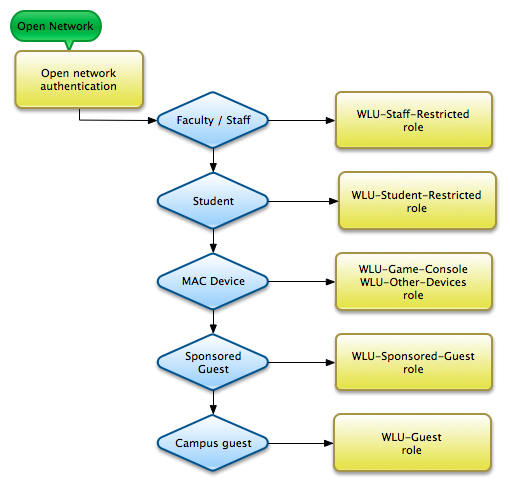 Open Network
Open network
authentication
Faculty / Staff
WLU-Staff-Restricted
role
Student
WLU-Student-Restricted
role
MAC Device
WLU-Game-Console
WLU-Other-Devices
role
Sponsored
Guest
WLU-Sponsored-Guest
role
Campus guest
WLU-Guest
role